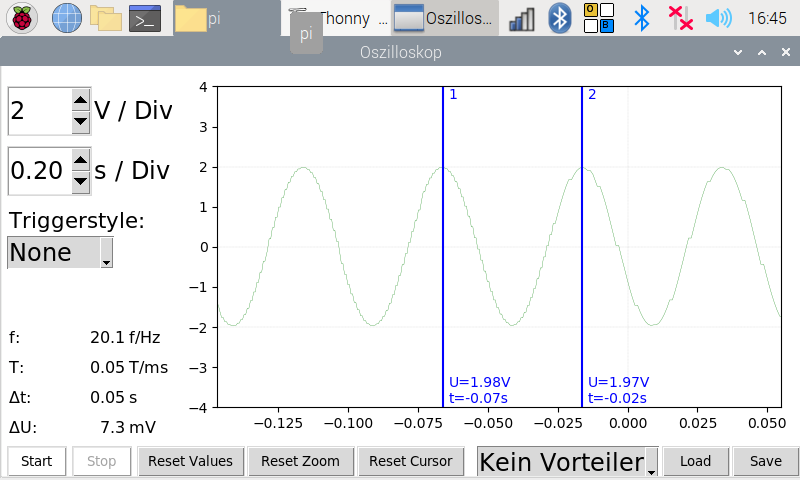 pi
Thonny ...
Oszillos...
O
B
16:45
pi
Oszilloskop
2 V / Div
0.20 s / Div
Triggerstyle:
None
f: 20.1 f/Hz
T: 0.05 T/ms
Δt: 0.05 s
ΔU: 7.3 mV
4
3
2
1
0
−1
−2
−3
−4
1
2
U=1.98V
t=-0.07s
U=1.97V
t=-0.02s
−0.125 −0.100 −0.075 −0.050 −0.025 0.000 0.025 0.050
Start Stop Reset Values Reset Zoom Reset Cursor Kein Vorteiler Load Save